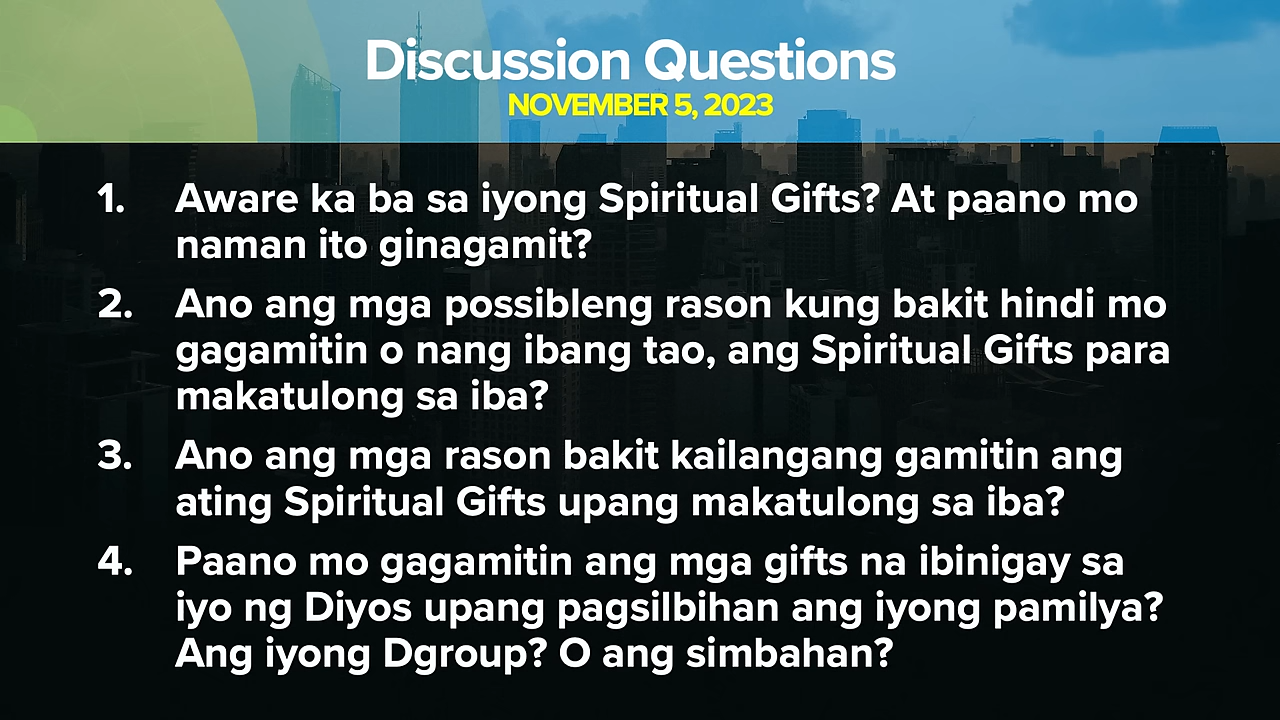 Discussion Questions
NOVEMBER 5, 2023
1. Aware ka ba sa iyong Spiritual Gifts? At paano mo
naman ito ginagamit?
2. Ano ang mga possibleng rason kung bakit hindi mo
gagamitin o nang ibang tao, ang Spiritual Gifts para
makatulong sa iba?
3. Ano ang mga rason bakit kailangang gamitin ang
ating Spiritual Gifts upang makatulong sa iba?
4. Paano mo gagamitin ang mga gifts na ibinigay sa
iyo ng Diyos upang pagsilbihan ang iyong pamilya?
Ang iyong Dgroup? O ang simbahan?